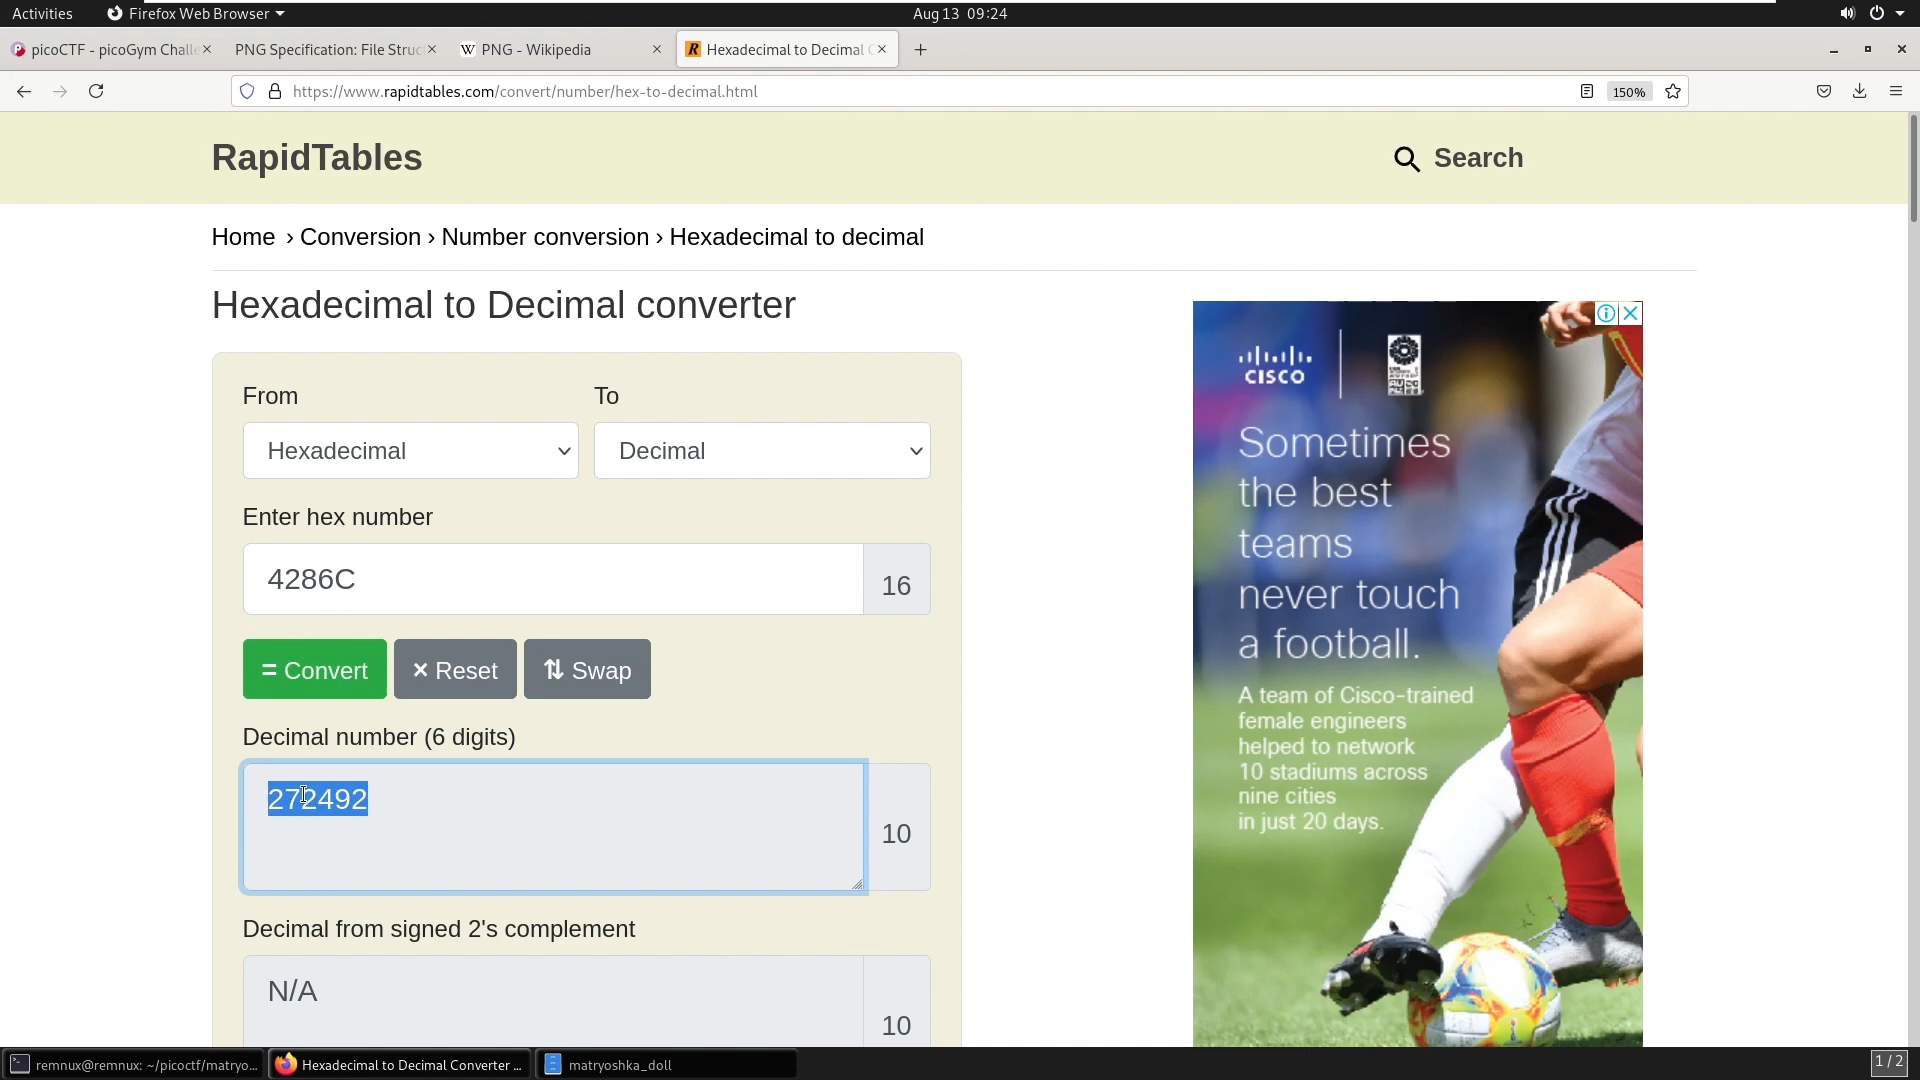 Activities Firefox Web Browser Aug 13 09:24
picoCTF - picoGym Challe PNG Specification: File Struc PNG - Wikipedia Hexadecimal to Decimal C
https://www.rapidtables.com/convert/number/hex-to-decimal.html 150%
RapidTables Search
Home › Conversion › Number conversion › Hexadecimal to decimal
Hexadecimal to Decimal converter
From To
Hexadecimal Decimal
Enter hex number
4286C 16
= Convert × Reset ⇅ Swap
Decimal number (6 digits)
272492 10
Decimal from signed 2's complement
N/A 10
CISCO
Sometimes
the best
teams
never touch
a football.
A team of Cisco-trained
female engineers
helped to network
10 stadiums across
nine cities
in just 20 days.
remnux@remnux: ~/picoctf/matryo... Hexadecimal to Decimal Converter ... matryoshka_doll 1 / 2